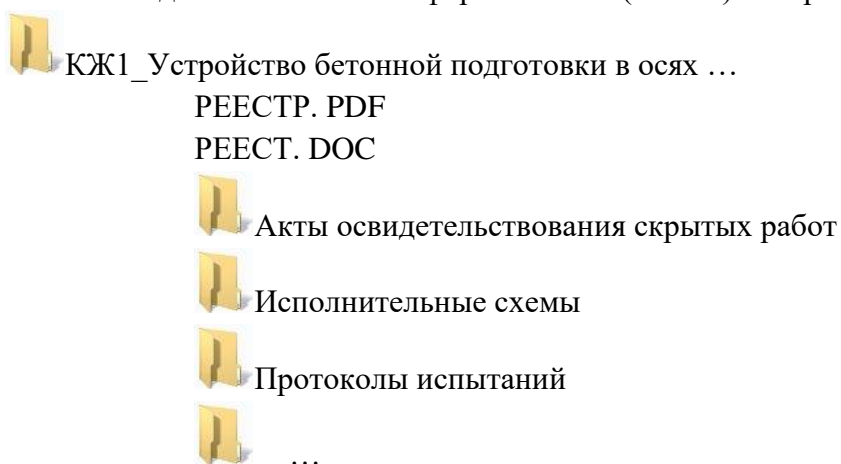 КЖ1_Устройство бетонной подготовки в осях …
РЕЕСТР. PDF
РЕЕСТ. DOC
Акты освидетельствования скрытых работ
Исполнительные схемы
Протоколы испытаний
…